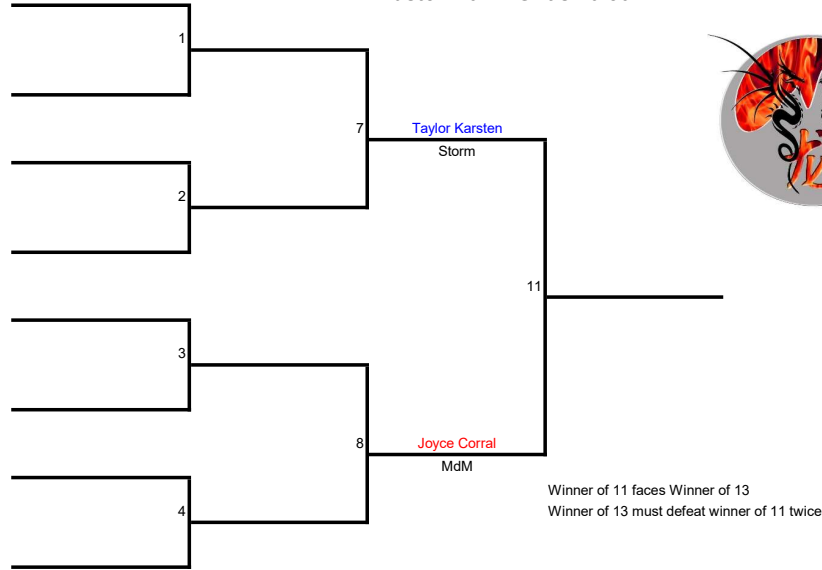 1
7
Taylor Karsten
Storm
2
11
3
8
Joyce Corral
MdM
Winner of 11 faces Winner of 13
4
Winner of 13 must defeat winner of 11 twice